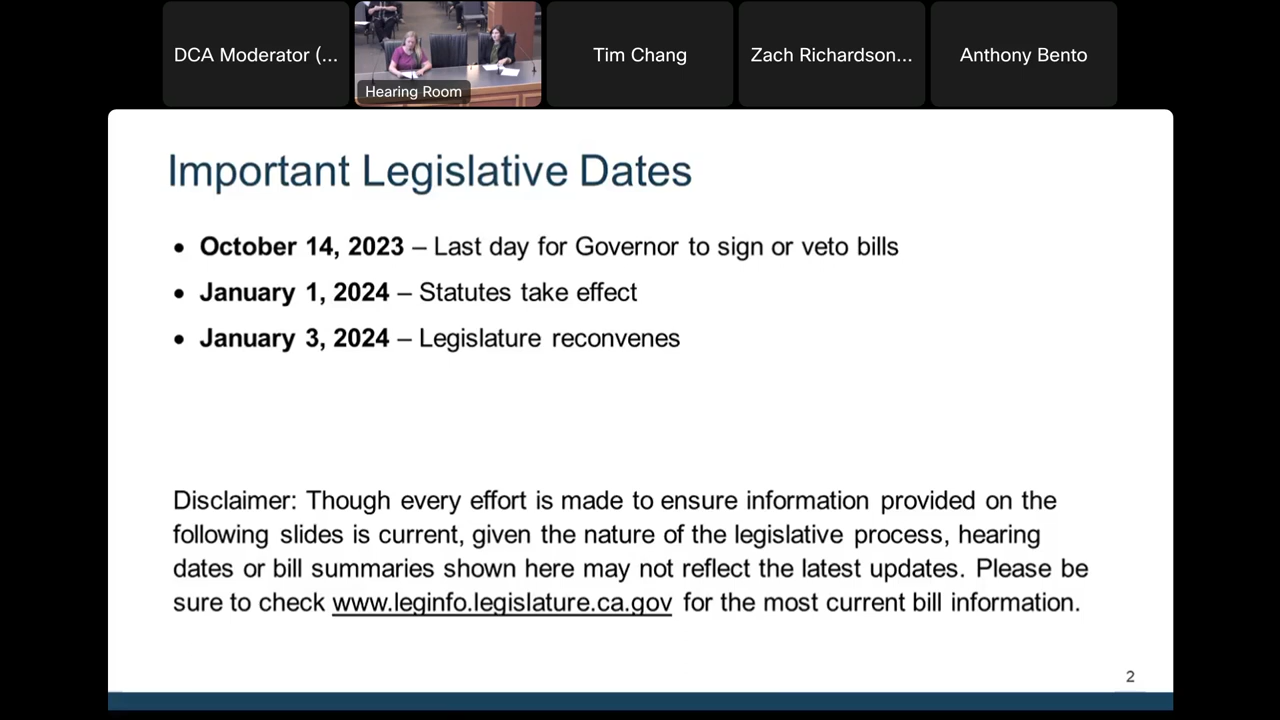 DCA Moderator (...
Hearing Room
Tim Chang
Zach Richardson...
Anthony Bento
Important Legislative Dates
• October 14, 2023 – Last day for Governor to sign or veto bills
• January 1, 2024 – Statutes take effect
• January 3, 2024 – Legislature reconvenes
Disclaimer: Though every effort is made to ensure information provided on the
following slides is current, given the nature of the legislative process, hearing
dates or bill summaries shown here may not reflect the latest updates. Please be
sure to check www.leginfo.legislature.ca.gov for the most current bill information.
2